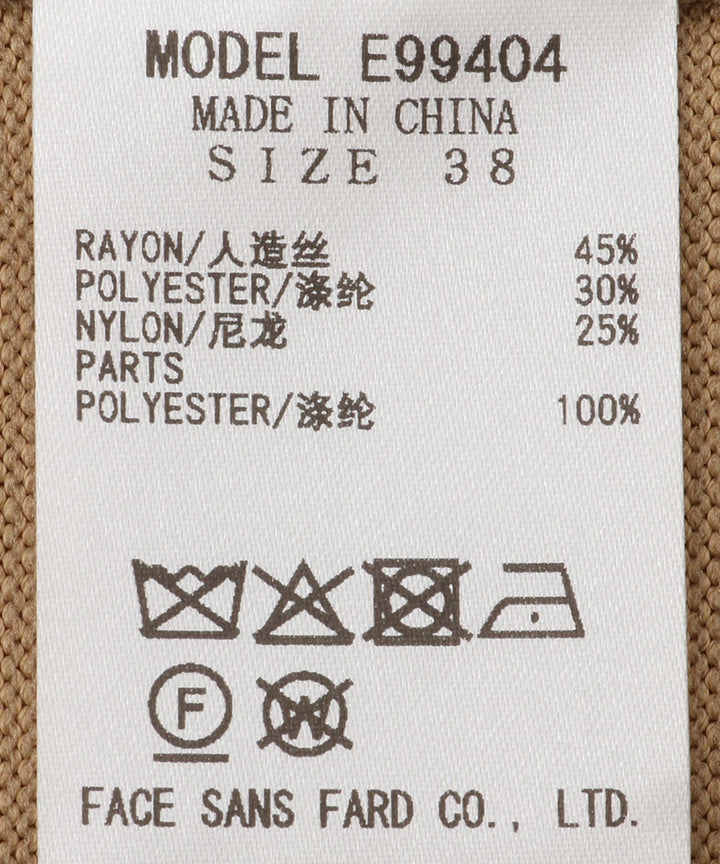 MODEL E99404
MADE IN CHINA
SIZE 38
RAYON/人造丝 45%
POLYESTER/涤纶 30%
NYLON/尼龙 25%
PARTS
POLYESTER/涤纶 100%
F W
FACE SANS FARD CO., LTD.